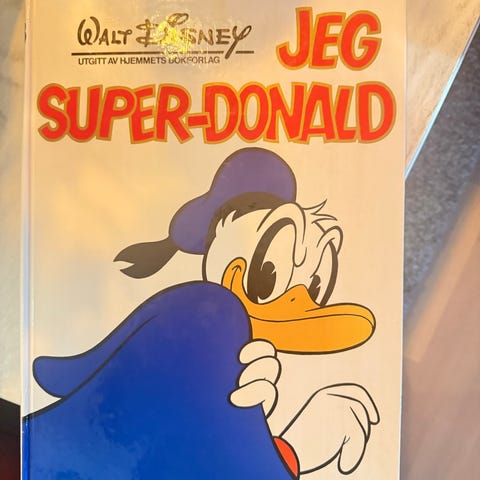 WALT DISNEY
UTGITT AV HJEMMETS BOKFORLAG
JEG
SUPER-DONALD